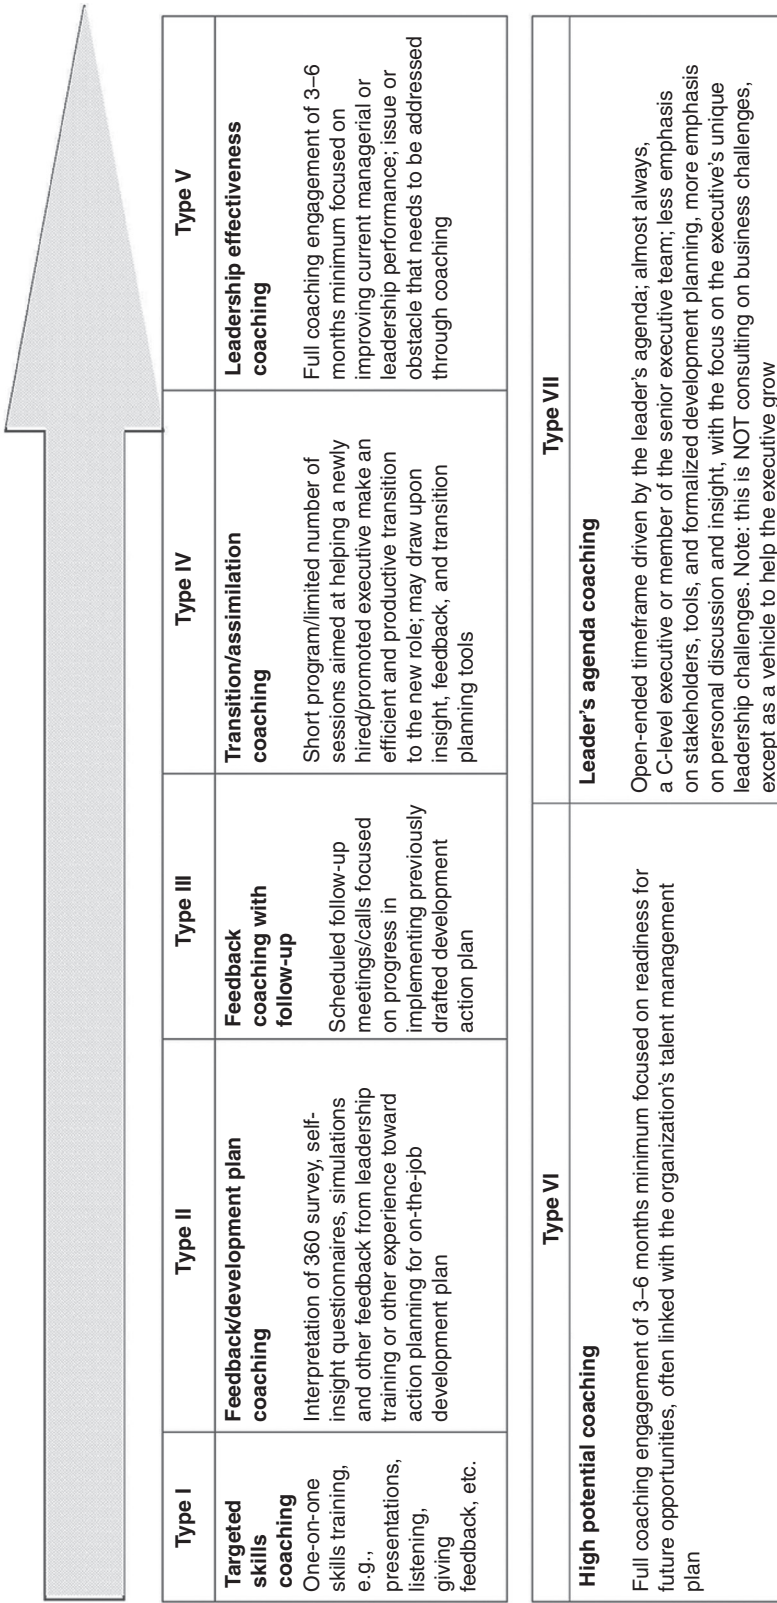 Type I
Targeted
skills
coaching
One-on-one
skills training,
e.g.,
presentations,
listening,
giving
feedback, etc.
Type II
Feedback/development plan
coaching
Interpretation of 360 survey, self-
insight questionnaires, simulations
and other feedback from leadership
training or other experience toward
action planning for on-the-job
development plan
Type III
Feedback
coaching with
follow-up
Scheduled follow-up
meetings/calls focused
on progress in
implementing previously
drafted development
action plan
Type IV
Transition/assimilation
coaching
Short program/limited number of
sessions aimed at helping a newly
hired/promoted executive make an
efficient and productive transition
to the new role; may draw upon
insight, feedback, and transition
planning tools
Type V
Leadership effectiveness
coaching
Full coaching engagement of 3–6
months minimum focused on
improving current managerial or
leadership performance; issue or
obstacle that needs to be addressed
through coaching
Type VI
High potential coaching
Full coaching engagement of 3–6 months minimum focused on readiness for
future opportunities, often linked with the organization's talent management
plan
Type VII
Leader's agenda coaching
Open-ended timeframe driven by the leader's agenda; almost always,
a C-level executive or member of the senior executive team; less emphasis
on stakeholders, tools, and formalized development planning, more emphasis
on personal discussion and insight, with the focus on the executive's unique
leadership challenges. Note: this is NOT consulting on business challenges,
except as a vehicle to help the executive grow